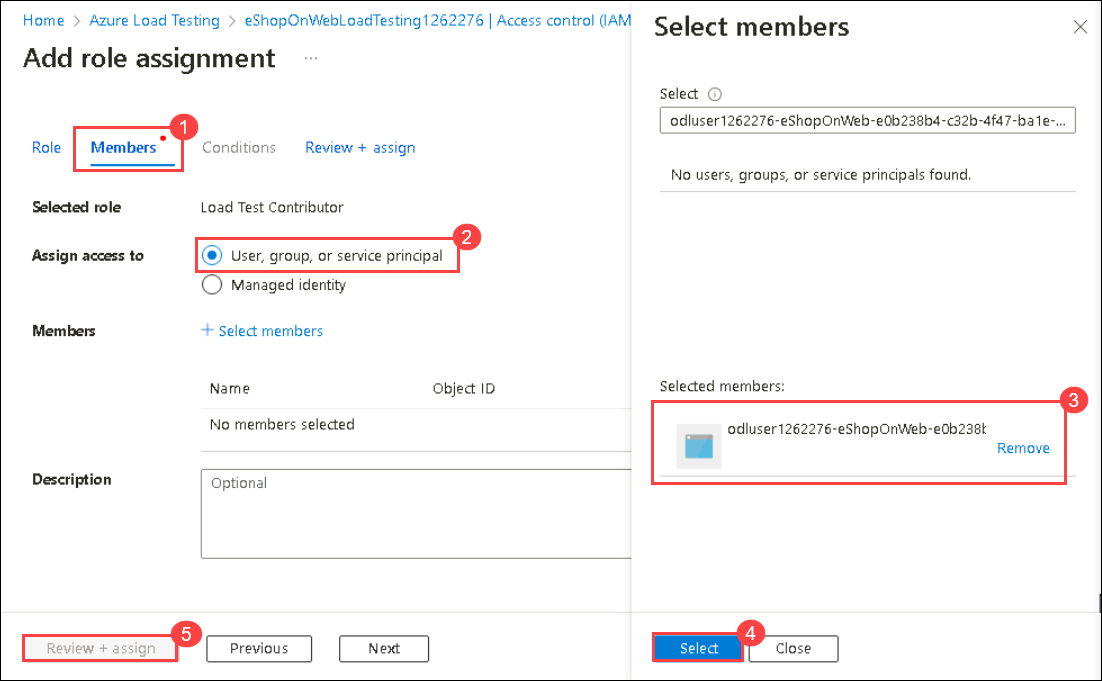 Home > Azure Load Testing > eShopOnWebLoadTesting1262276 | Access control (IAM
Add role assignment ...
1
Role Members Conditions Review + assign
Selected role Load Test Contributor
2
Assign access to User, group, or service principal
Managed identity
Members + Select members
Name Object ID
No members selected
Description Optional
5
Review + assign Previous Next
Select members
Select
odluser1262276-eShopOnWeb-e0b238b4-c32b-4f47-ba1e-...
No users, groups, or service principals found.
Selected members:
3
odluser1262276-eShopOnWeb-e0b238b
Remove
4
Select Close